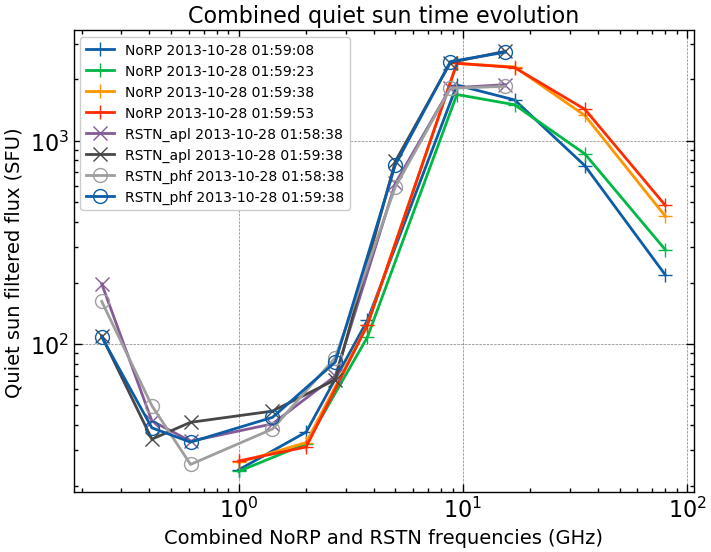 Combined quiet sun time evolution
NoRP 2013-10-28 01:59:08
NoRP 2013-10-28 01:59:23
NoRP 2013-10-28 01:59:38
NoRP 2013-10-28 01:59:53
RSTN_apl 2013-10-28 01:58:38
RSTN_apl 2013-10-28 01:59:38
RSTN_phf 2013-10-28 01:58:38
RSTN_phf 2013-10-28 01:59:38
Quiet sun filtered flux (SFU)
10³
10²
10⁰ 10¹ 10²
Combined NoRP and RSTN frequencies (GHz)